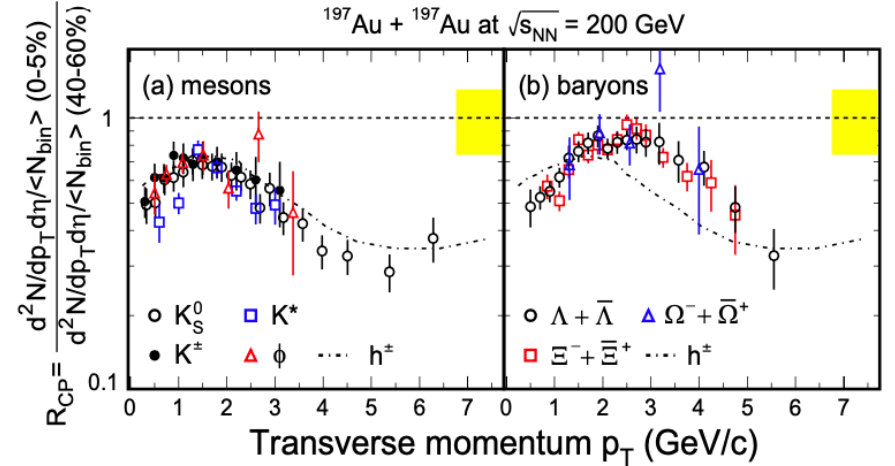 ¹⁹⁷Au + ¹⁹⁷Au at √s_NN = 200 GeV
R_CP = d²N/dp_T dη/<N_bin> (0-5%)
d²N/dp_T dη/<N_bin> (40-60%)
(a) mesons
(b) baryons
1
0.1
K⁰_S
K*
K^±
ϕ
h^±
Λ + Λ̅
Ω⁻ + Ω̅⁺
Ξ⁻ + Ξ̅⁺
h^±
0 1 2 3 4 5 6 7
0 1 2 3 4 5 6 7
Transverse momentum p_T (GeV/c)